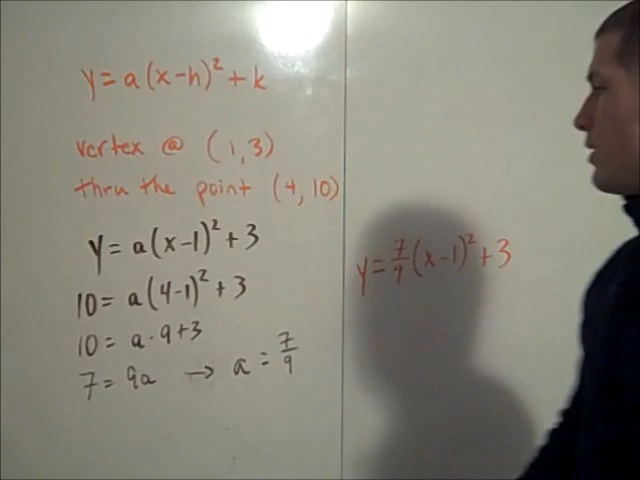 y = a(x-h)² + k
vertex @ (1,3)
thru the point (4,10)
y = a(x-1)² + 3
10 = a(4-1)² + 3
10 = a·9+3
7 = 9a → a = 7/9
y = 7/9(x-1)² + 3